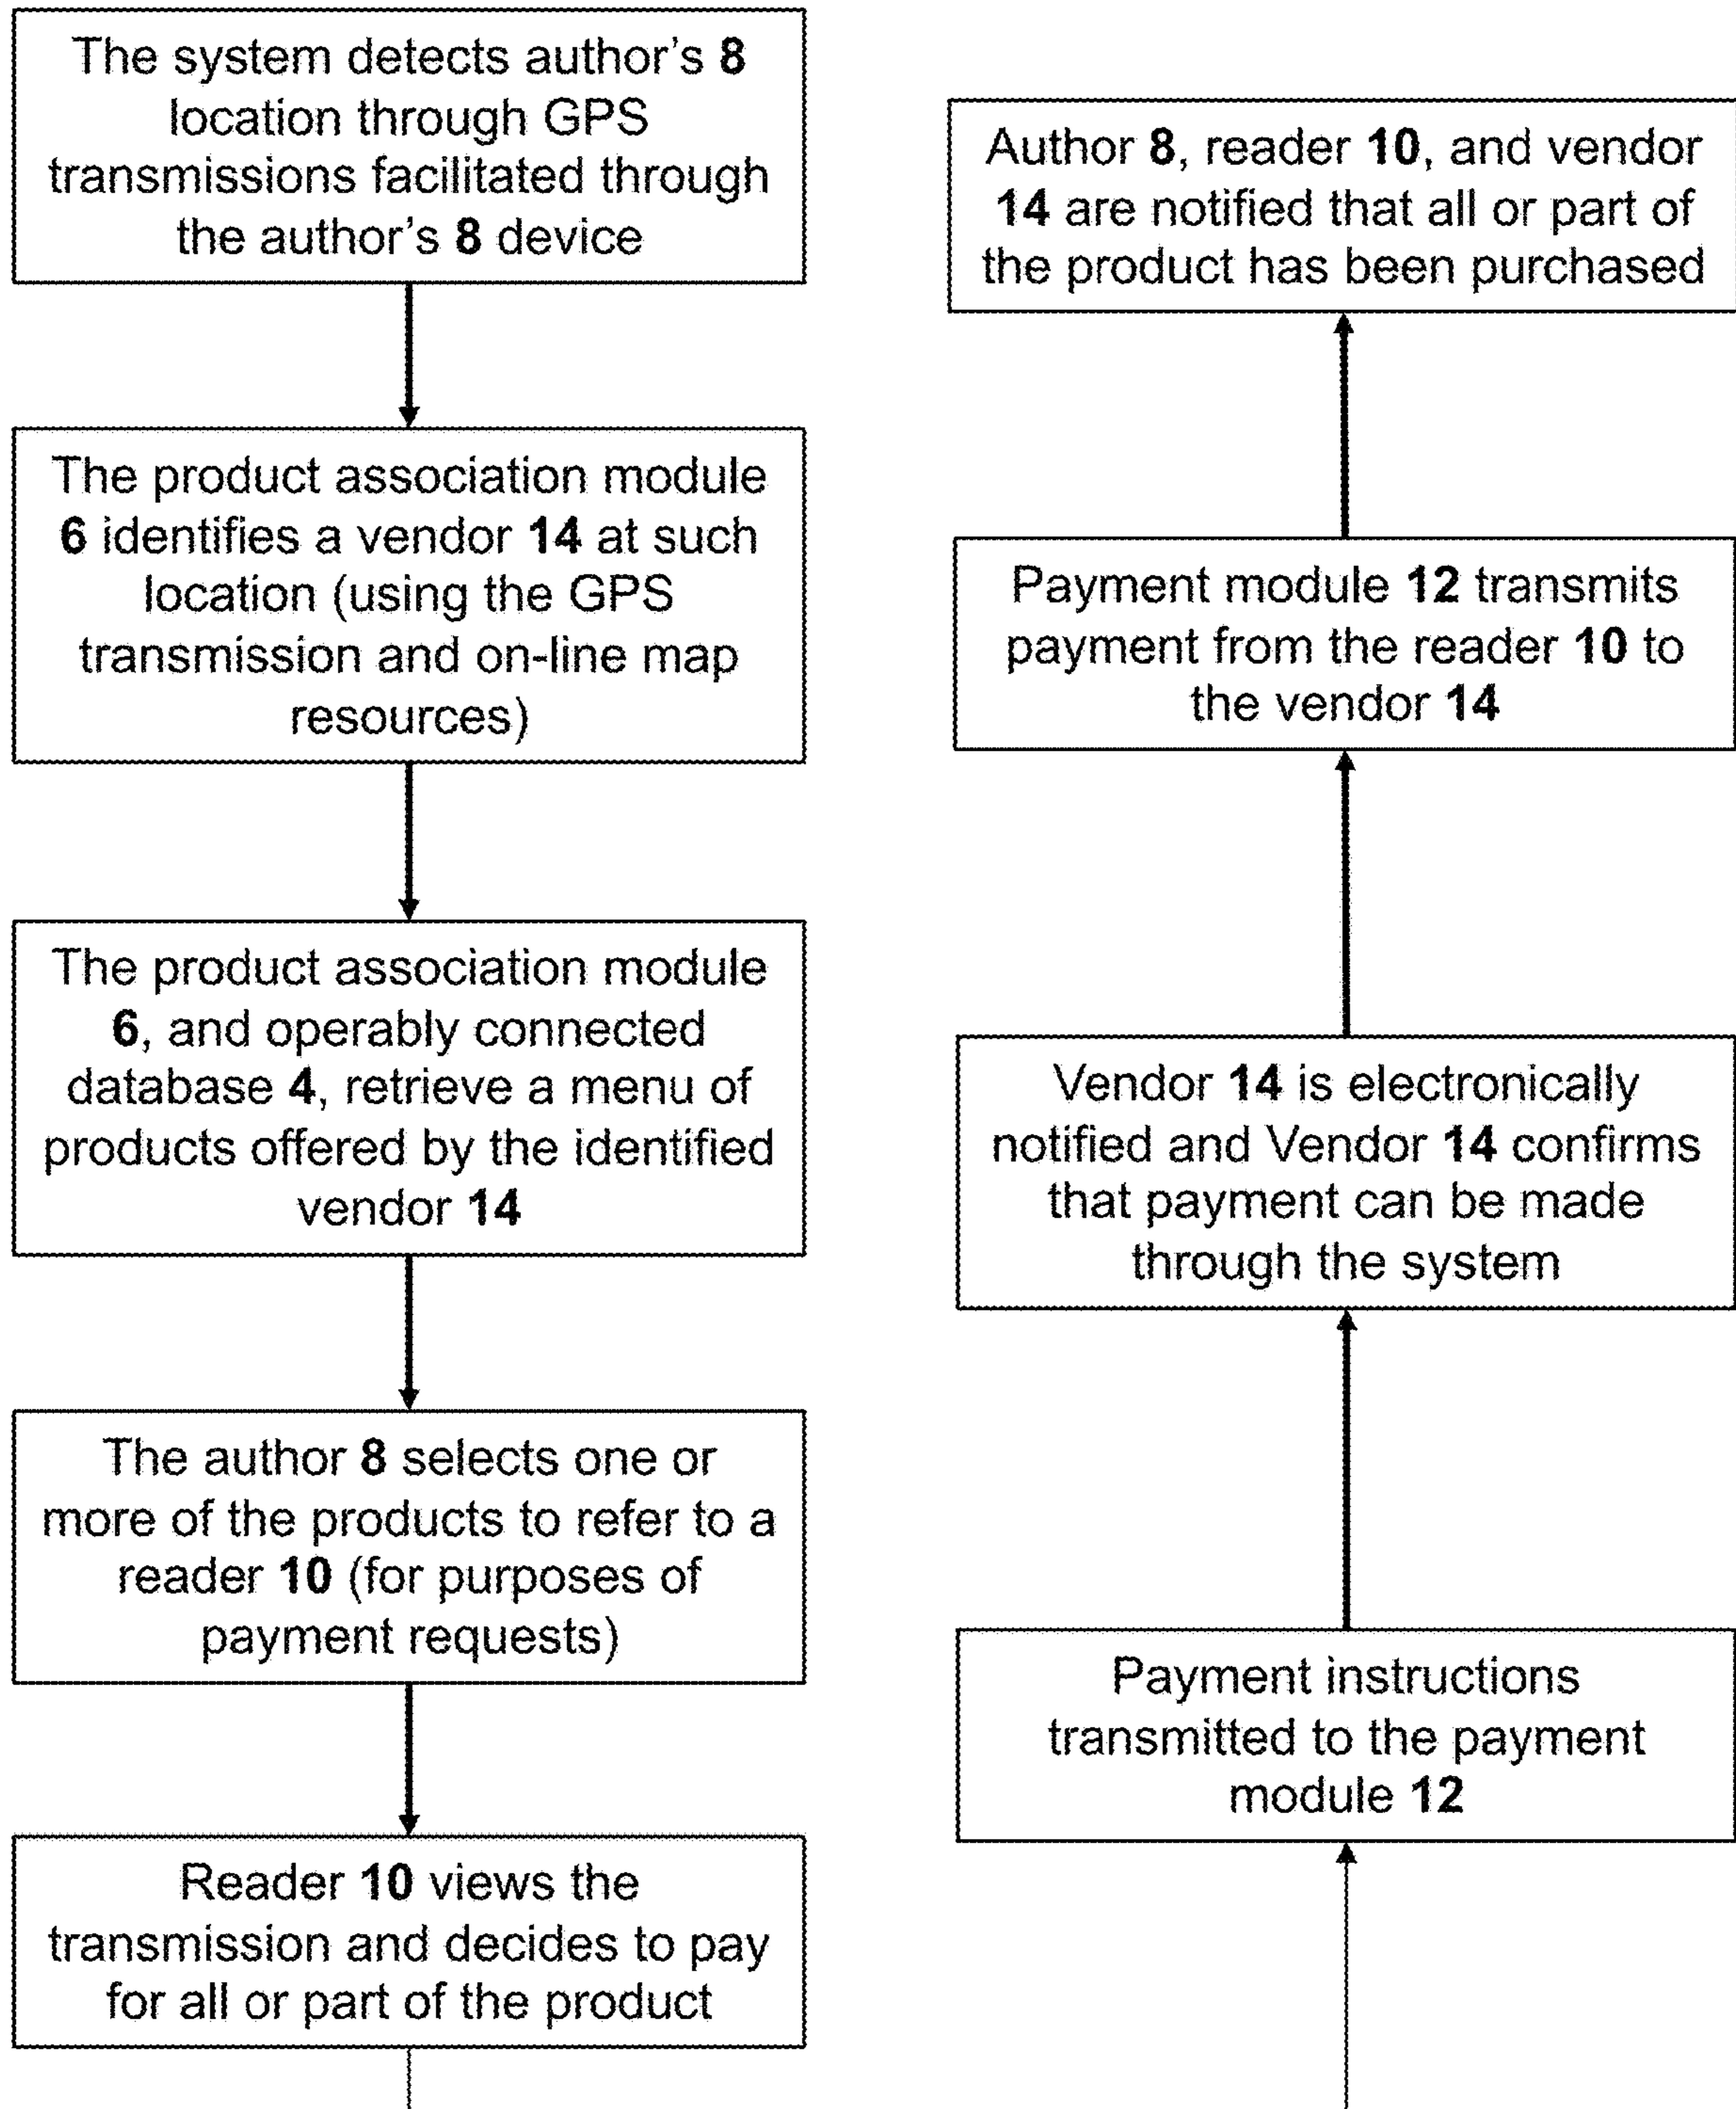 The system detects author's 8
location through GPS
transmissions facilitated through
the author's 8 device
The product association module
6 identifies a vendor 14 at such
location (using the GPS
transmission and on-line map
resources)
The product association module
6, and operably connected
database 4, retrieve a menu of
products offered by the identified
vendor 14
The author 8 selects one or
more of the products to refer to a
reader 10 (for purposes of
payment requests)
Reader 10 views the
transmission and decides to pay
for all or part of the product
Payment instructions
transmitted to the payment
module 12
Vendor 14 is electronically
notified and Vendor 14 confirms
that payment can be made
through the system
Payment module 12 transmits
payment from the reader 10 to
the vendor 14
Author 8, reader 10, and vendor
14 are notified that all or part of
the product has been purchased